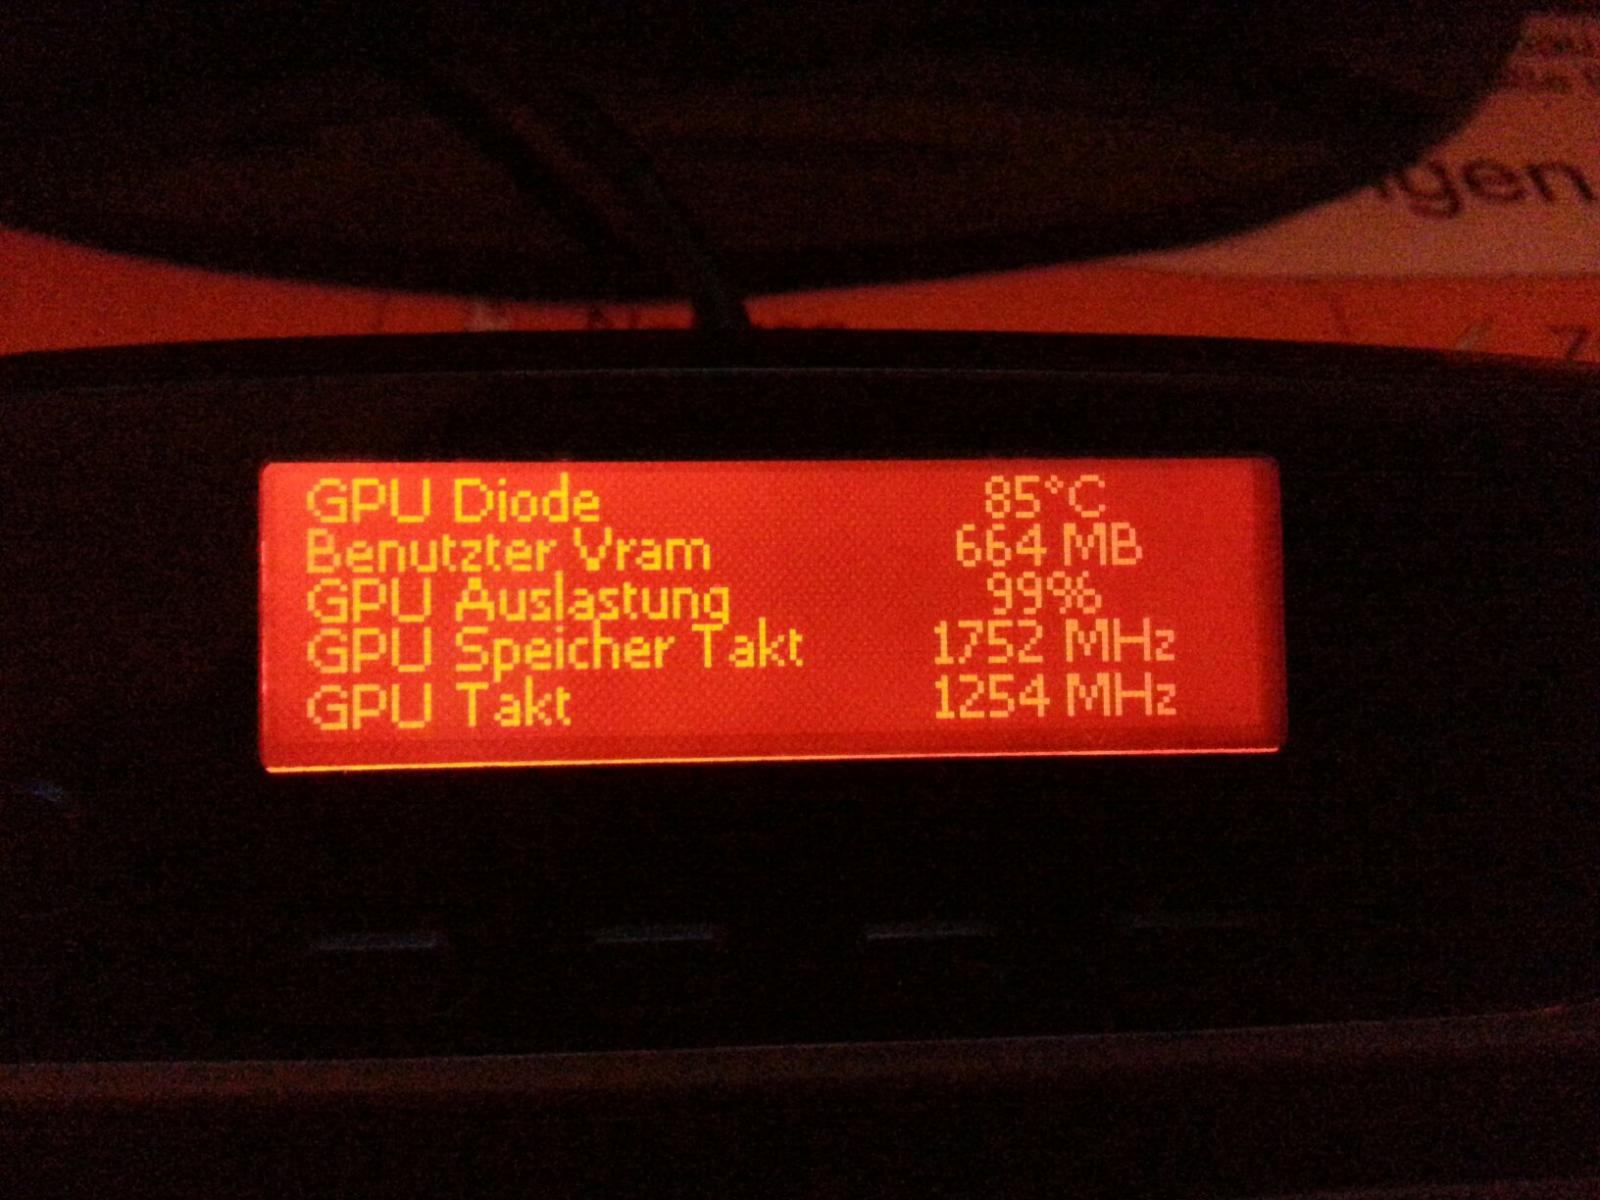 igen
GPU Diode 85°C
Benutzter Vram 664 MB
GPU Auslastung 99%
GPU Speicher Takt 1752 MHz
GPU Takt 1254 MHz